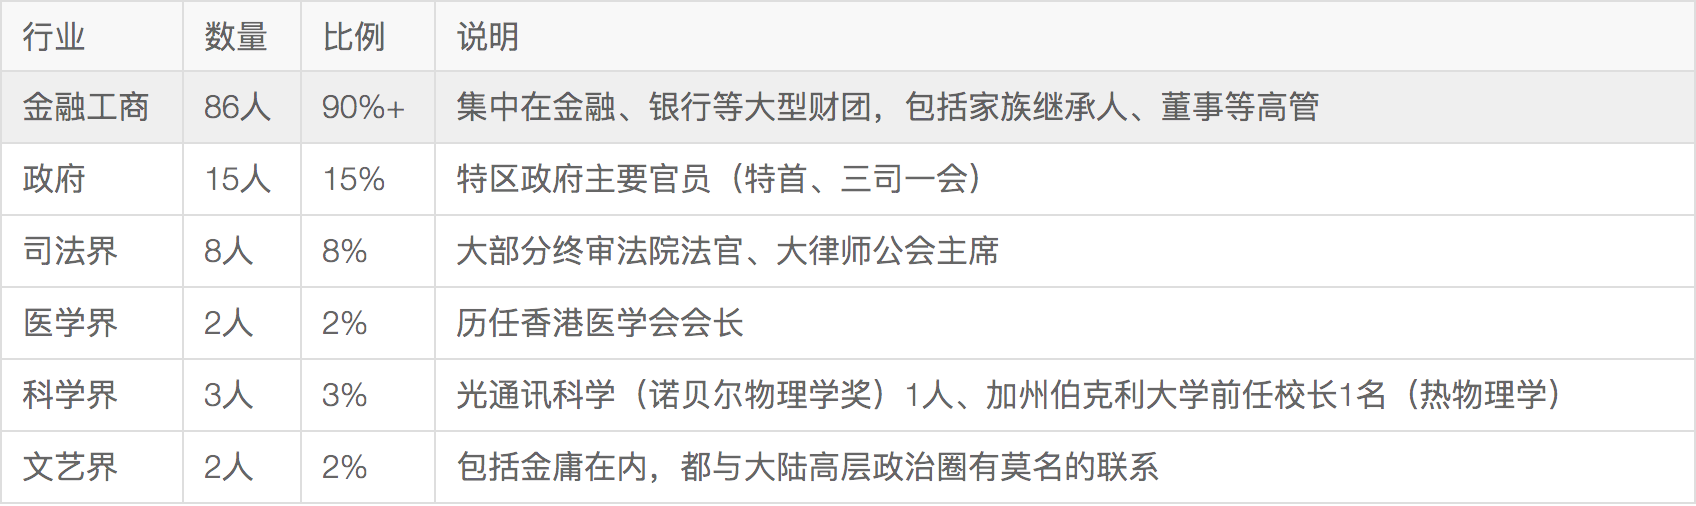 行业 数量 比例 说明
金融工商 86人 90%+ 集中在金融、银行等大型财团，包括家族继承人、董事等高管
政府 15人 15% 特区政府主要官员（特首、三司一会）
司法界 8人 8% 大部分终审法院法官、大律师公会主席
医学界 2人 2% 历任香港医学会会长
科学界 3人 3% 光通讯科学（诺贝尔物理学奖）1人、加州伯克利大学前任校长1名（热物理学）
文艺界 2人 2% 包括金庸在内，都与大陆高层政治圈有莫名的联系